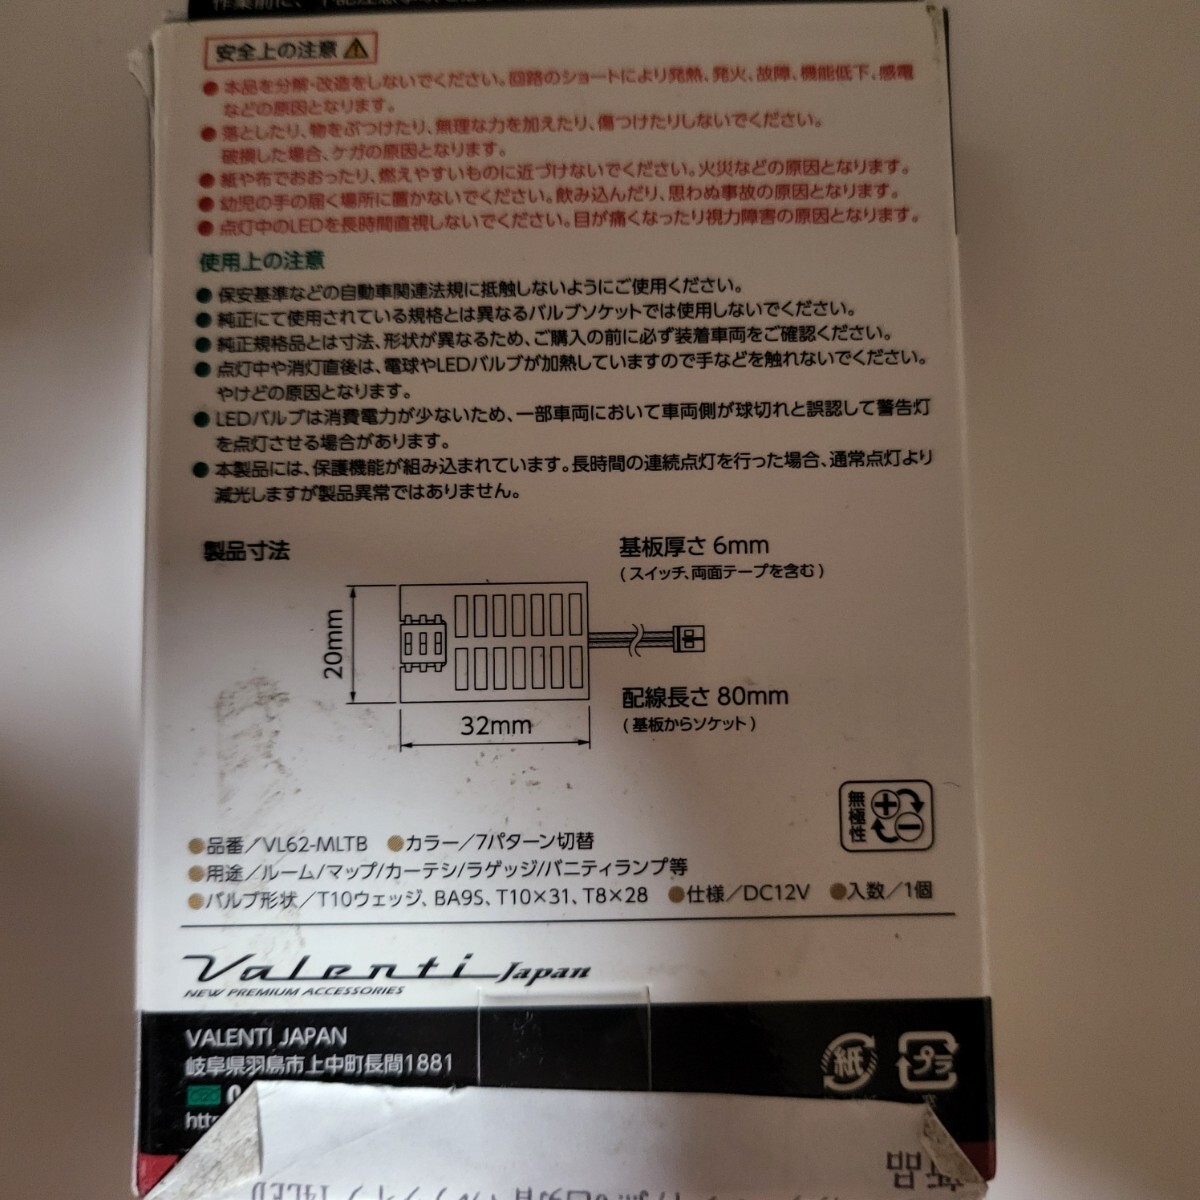 安全上の注意
●本品を分解・改造をしないでください。回路のショートにより発熱、発火、故障、機能低下、感電
などの原因となります。
●落としたり、物をぶつけたり、無理な力を加えたり、傷つけたりしないでください。
破損した場合、ケガの原因となります。
●紙や布でおおったり、燃えやすいものに近づけないでください。火災などの原因となります。
●幼児の手の届く場所に置かないでください。飲み込んだり、思わぬ事故の原因となります。
●点灯中のLEDを長時間直視しないでください。目が痛くなったり視力障害の原因となります。
使用上の注意
●保安基準などの自動車関連法規に抵触しないようにご使用ください。
●純正にて使用されている規格とは異なるバルブソケットでは使用しないでください。
●純正規格品とは寸法、形状が異なるため、ご購入の前に必ず装着車両をご確認ください。
●点灯中や消灯直後は、電球やLEDバルブが加熱していますので手などを触れないでください。
やけどの原因となります。
●LEDバルブは消費電力が少ないため、一部車両において車両側が球切れと誤認して警告灯
を点灯させる場合があります。
●本製品には、保護機能が組み込まれています。長時間の連続点灯を行った場合、通常点灯より
減光しますが製品異常ではありません。
製品寸法
基板厚さ 6mm
(スイッチ、両面テープを含む)
20mm
32mm
配線長さ 80mm
(基板からソケット)
無極性
●品番/VL62-MLTB ●カラー/7パターン切替
●用途/ルーム/マップ/カーテシ/ラゲッジ/バニティランプ等
●バルブ形状/T10ウェッジ、BA9S、T10×31、T8×28 ●仕様/DC12V ●入数/1個
Valenti Japan
NEW PREMIUM ACCESSORIES
VALENTI JAPAN
岐阜県羽島市上中町長間1881
紙
プラ